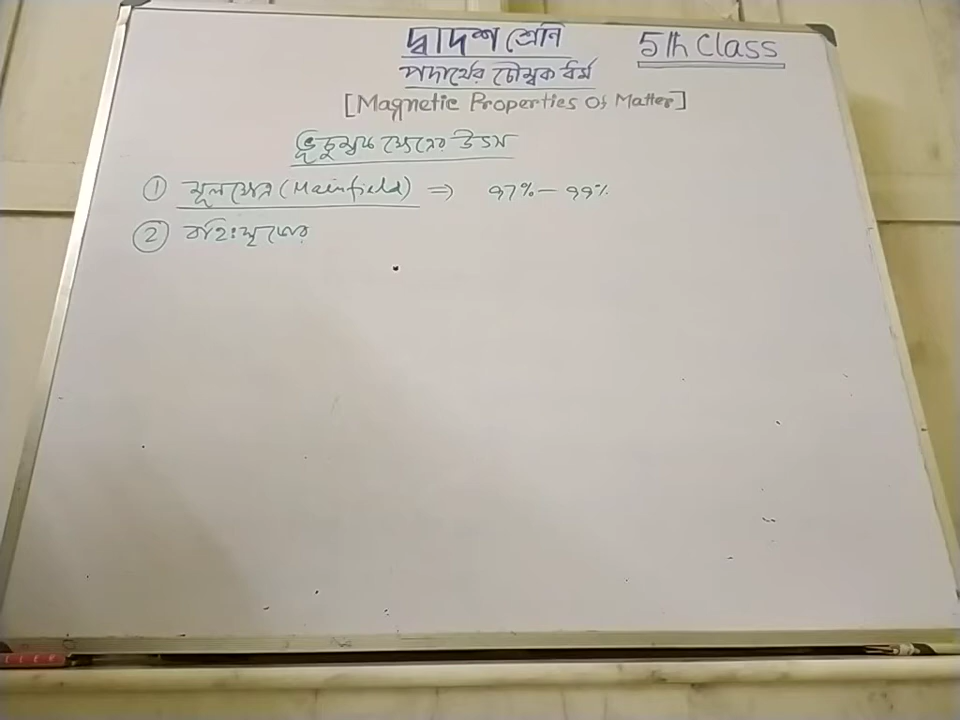 দ্বাদশ শ্রেনি
5th Class
পদার্থের চৌম্বক ধর্ম
[Magnetic Properties Of Matter]
ভূচুম্বক ক্ষেত্রের উৎস
① মূলক্ষেত্র (Mainfield) ⇒ 97% – 99%
② বহিঃস্থ